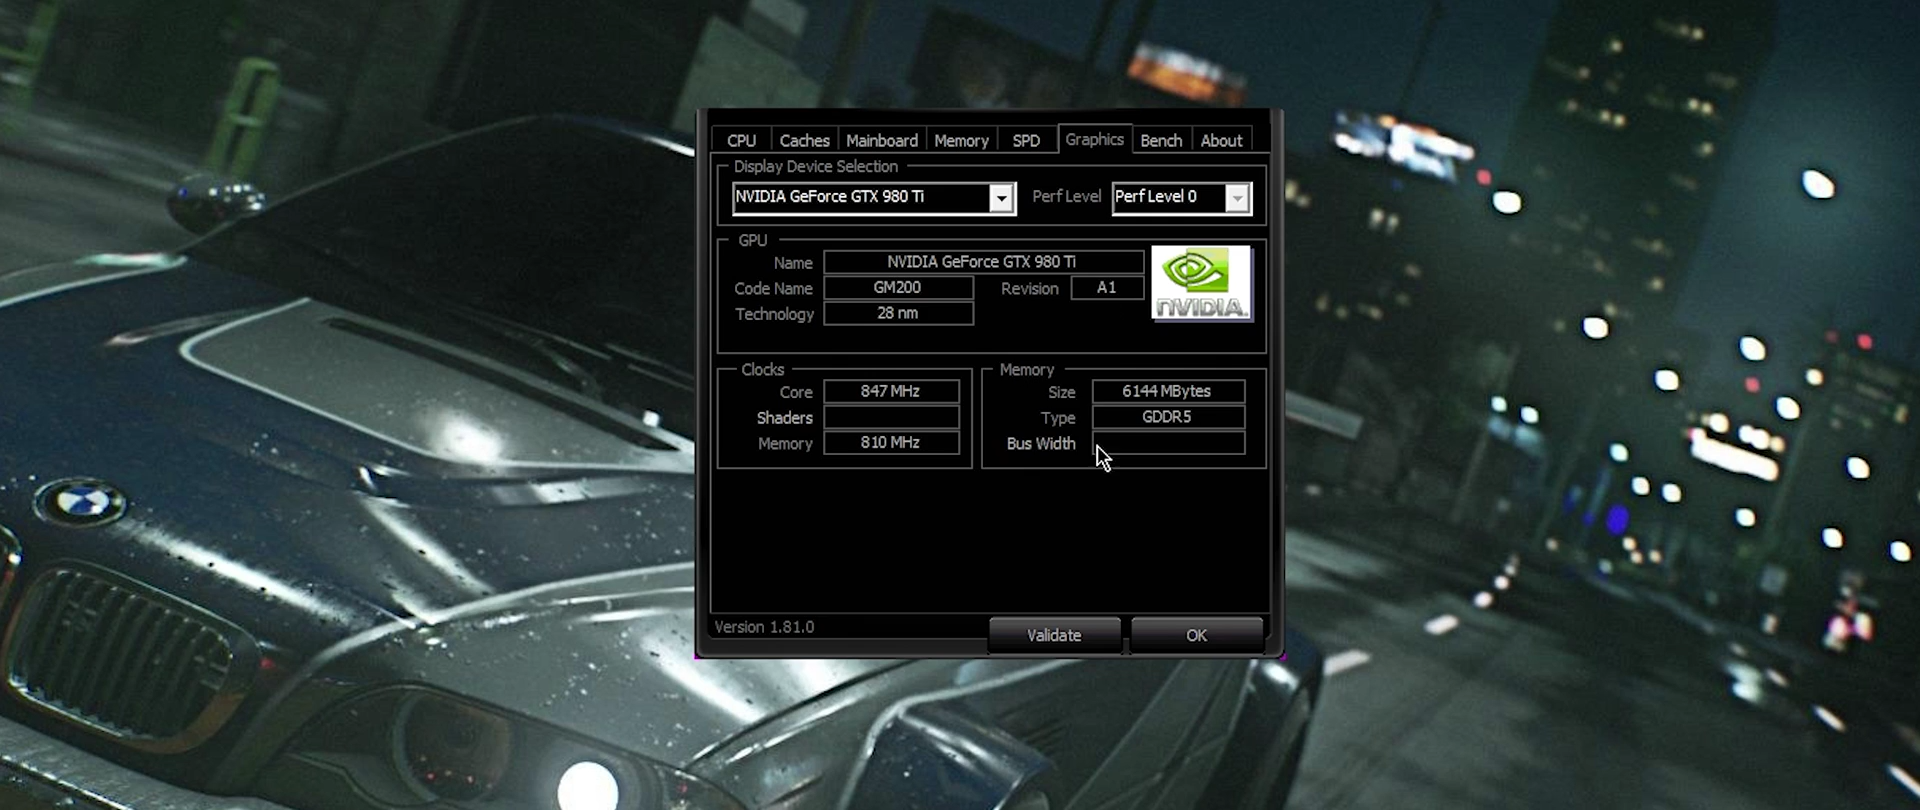 CPU Caches Mainboard Memory SPD Graphics Bench About
Display Device Selection
NVIDIA GeForce GTX 980 Ti Perf Level Perf Level 0
GPU
Name NVIDIA GeForce GTX 980 Ti
Code Name GM200 Revision A1
Technology 28 nm
NVIDIA.
Clocks
Core 847 MHz
Shaders
Memory 810 MHz
Memory
Size 6144 MBytes
Type GDDR5
Bus Width
Version 1.81.0 Validate OK